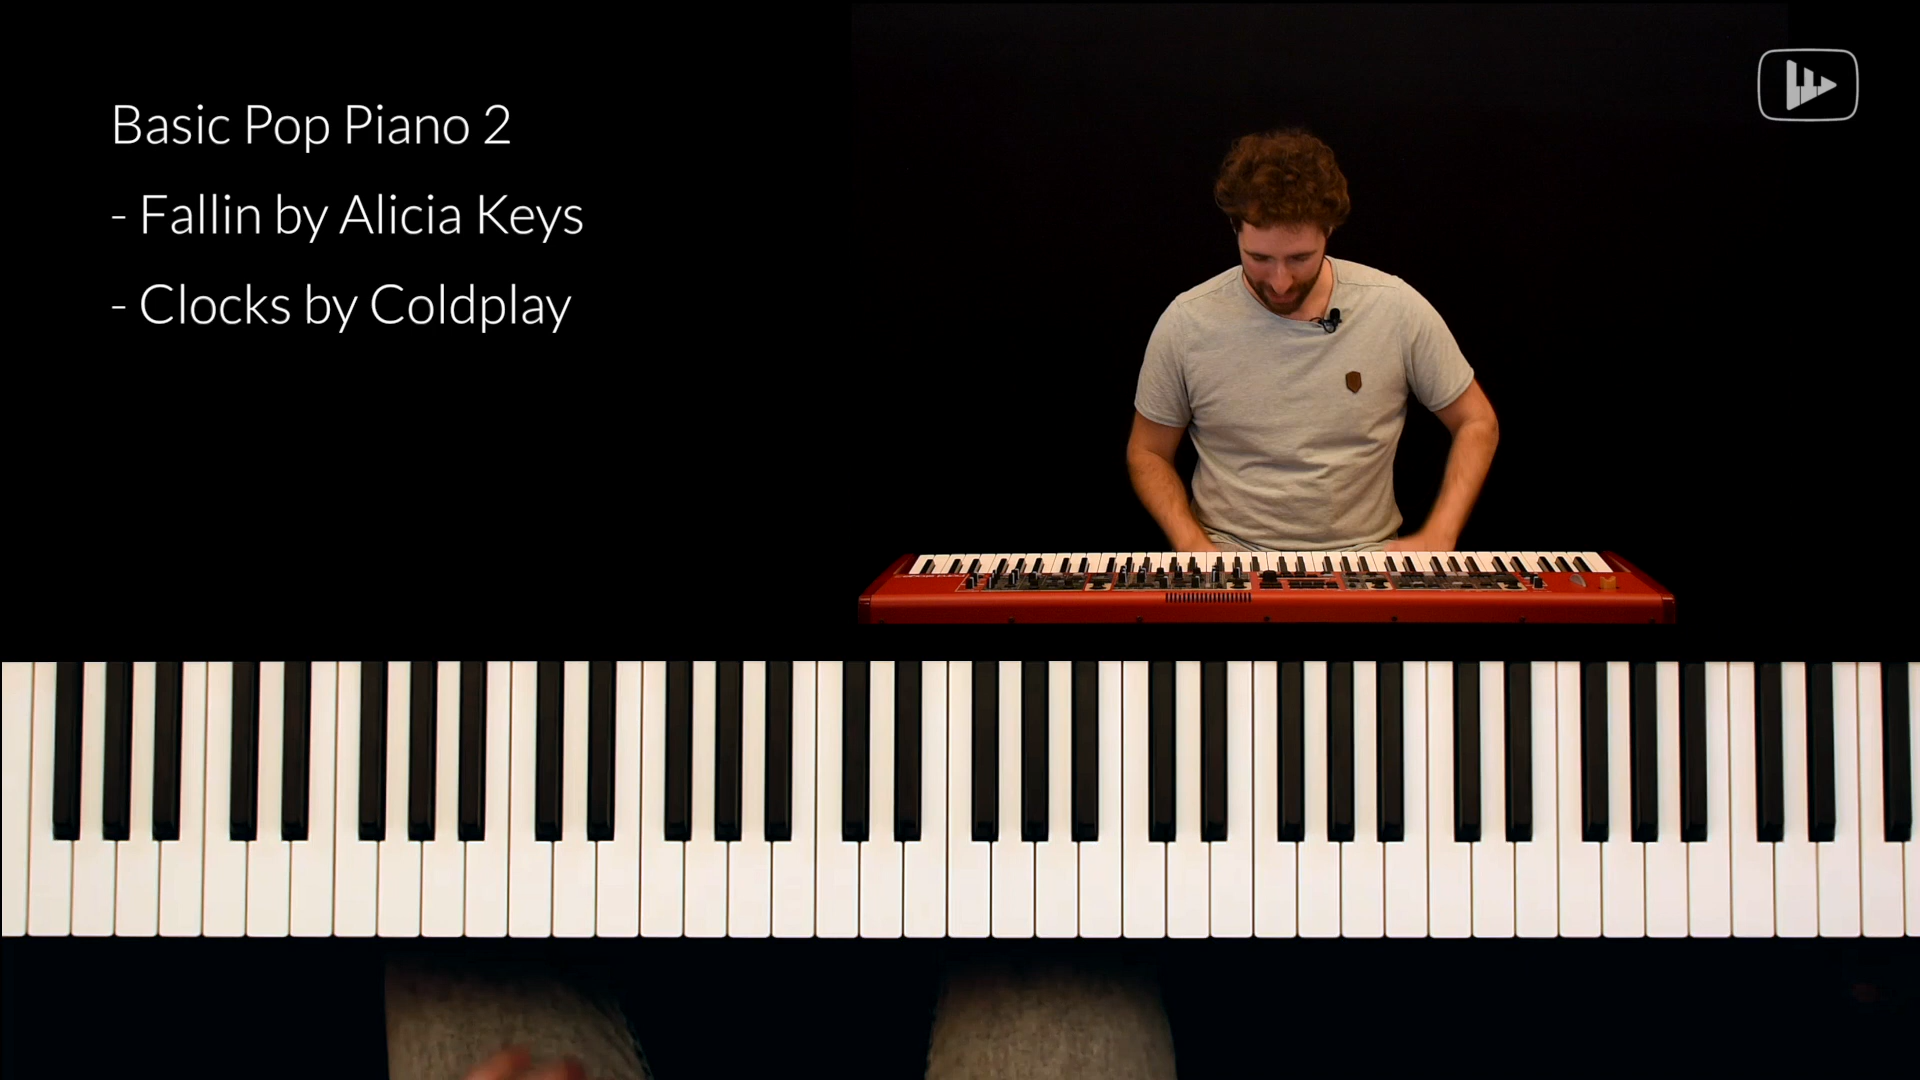 Basic Pop Piano 2
- Fallin by Alicia Keys
- Clocks by Coldplay